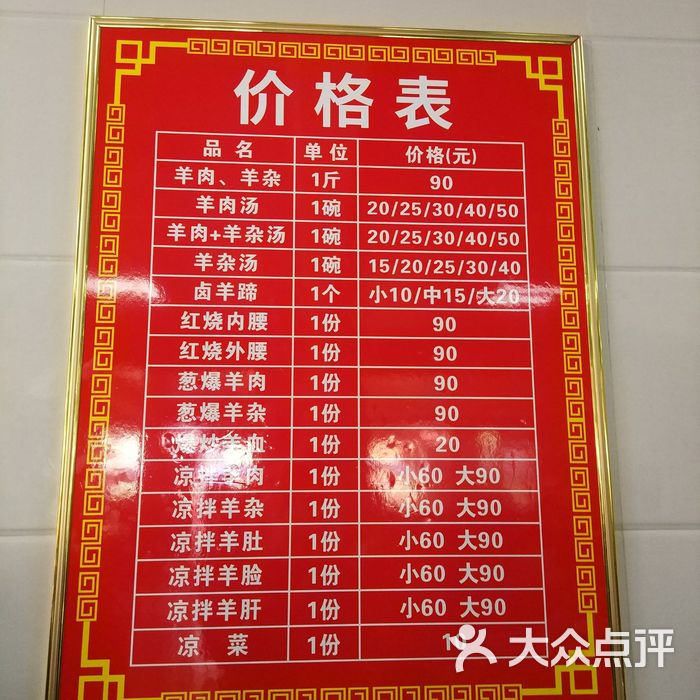 价格表
品名 单位 价格(元)
羊肉、羊杂 1斤 90
羊肉汤 1碗 20/25/30/40/50
羊肉+羊杂汤 1碗 20/25/30/40/50
羊杂汤 1碗 15/20/25/30/40
卤羊蹄 1个 小10/中15/大20
红烧内腰 1份 90
红烧外腰 1份 90
葱爆羊肉 1份 90
葱爆羊杂 1份 90
爆炒羊血 1份 20
凉拌羊肉 1份 小60 大90
凉拌羊杂 1份 小60 大90
凉拌羊肚 1份 小60 大90
凉拌羊脸 1份 小60 大90
凉拌羊肝 1份 小60 大90
凉菜 1份
大众点评